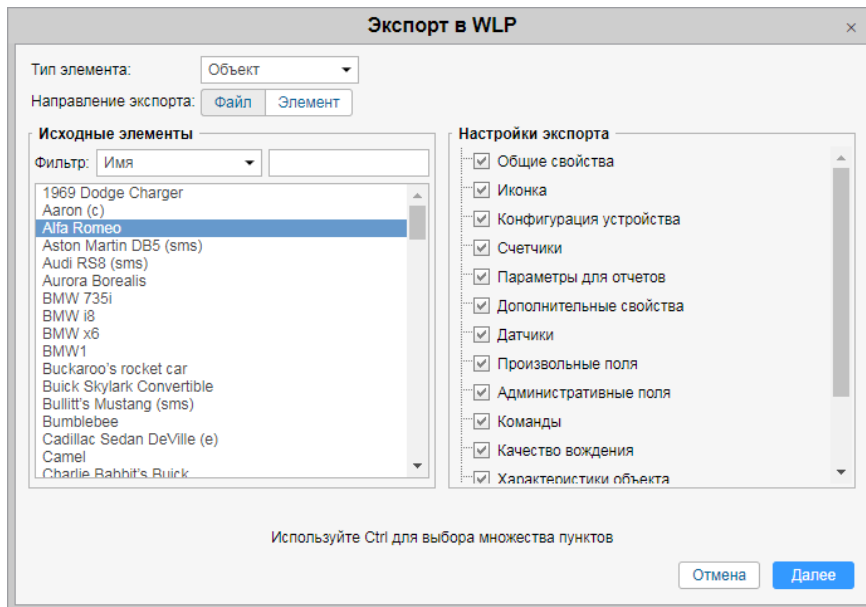 Экспорт в WLP
×
Тип элемента: Объект
Направление экспорта: Файл Элемент
Исходные элементы
Фильтр: Имя
1969 Dodge Charger
Aaron (c)
Alfa Romeo
Aston Martin DB5 (sms)
Audi RS8 (sms)
Aurora Borealis
BMW 735i
BMW i8
BMW x6
BMW1
Buckaroo's rocket car
Buick Skylark Convertible
Bullitt's Mustang (sms)
Bumblebee
Cadillac Sedan DeVille (e)
Camel
Charlie Babbit's Buick
Настройки экспорта
Общие свойства
Иконка
Конфигурация устройства
Счетчики
Параметры для отчетов
Дополнительные свойства
Датчики
Произвольные поля
Административные поля
Команды
Качество вождения
Характеристики объекта
Используйте Ctrl для выбора множества пунктов
Отмена Далее